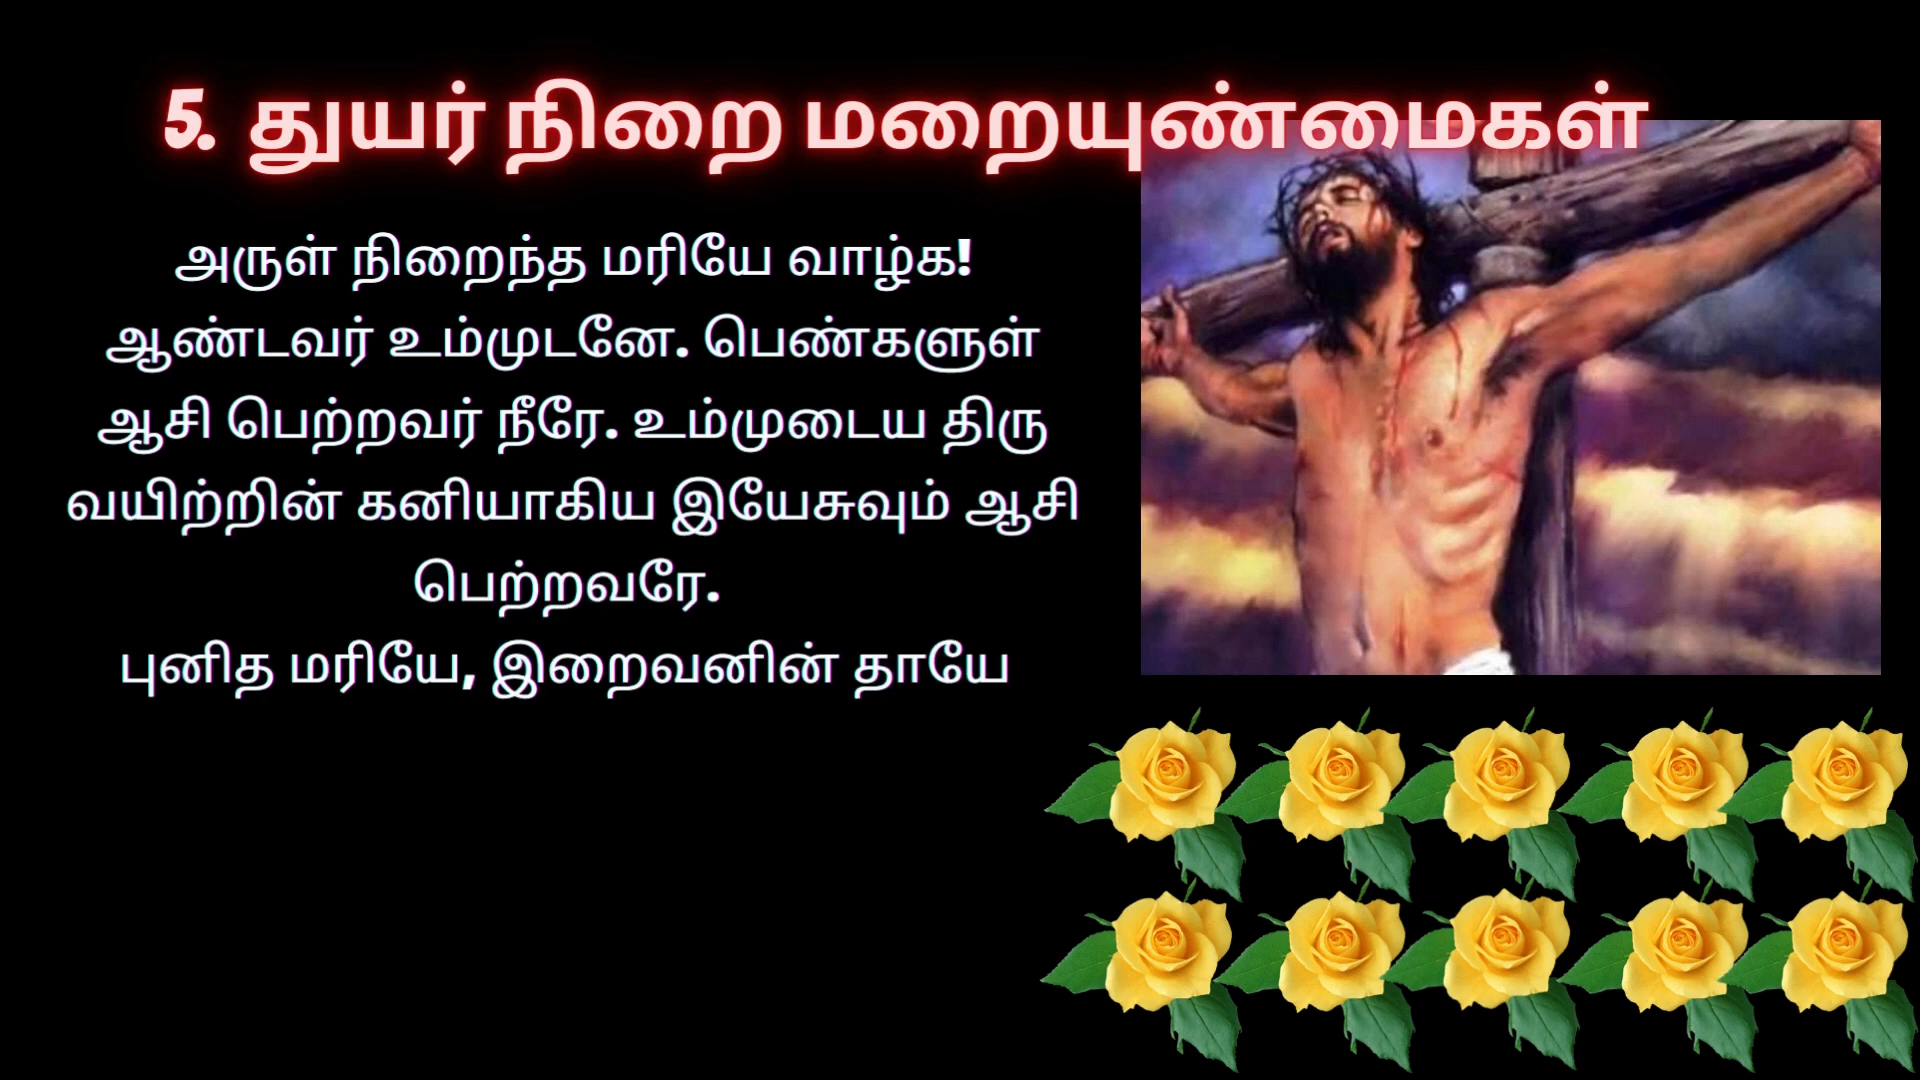 5. துயர் நிறை மறையுண்மைகள்
அருள் நிறைந்த மரியே வாழ்க!
ஆண்டவர் உம்முடனே. பெண்களுள்
ஆசி பெற்றவர் நீரே. உம்முடைய திரு
வயிற்றின் கனியாகிய இயேசுவும் ஆசி
பெற்றவரே.
புனித மரியே, இறைவனின் தாயே